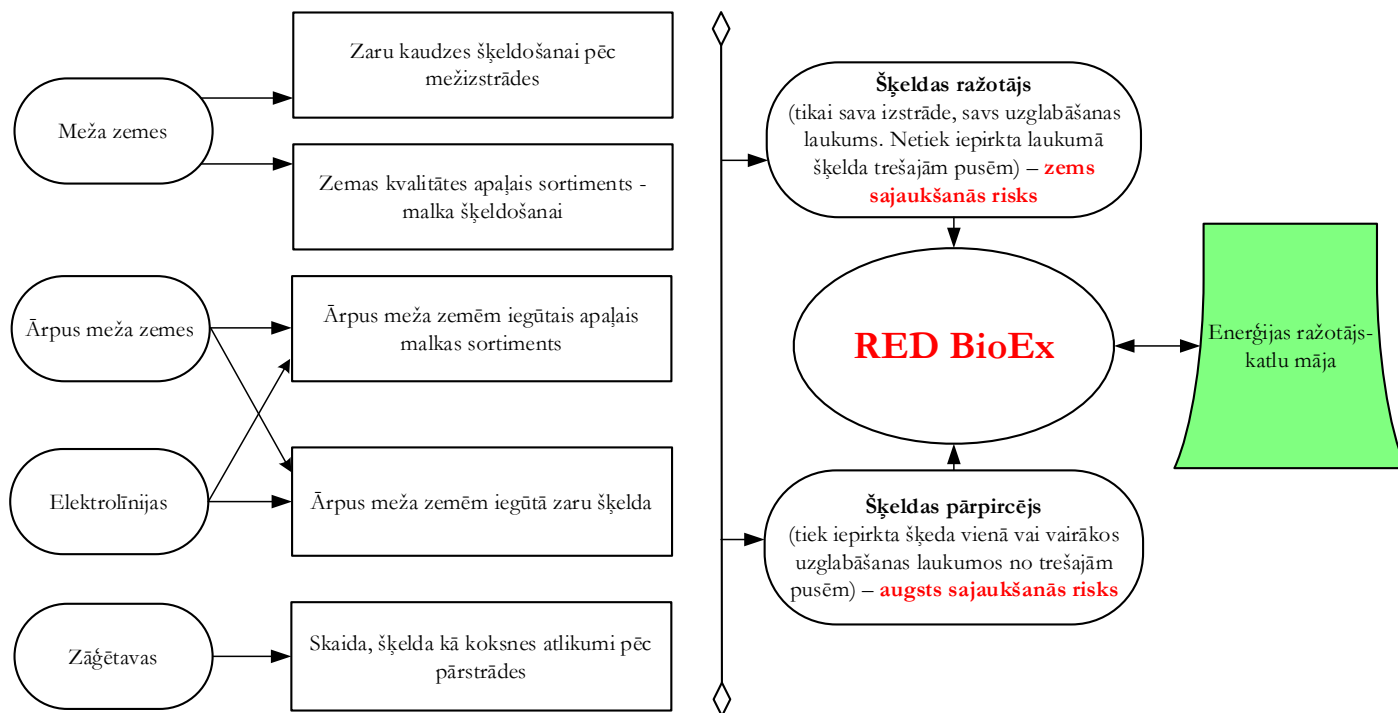 Meža zemes
Zaru kaudzes šķeldošanai pēc
mežizstrādes
Zemas kvalitātes apaļais sortiments -
malka šķeldošanai
Ārpus meža zemes
Ārpus meža zemēm iegūtais apaļais
malkas sortiments
Elektrolīnijas
Ārpus meža zemēm iegūtā zaru šķelda
Zāģētavas
Skaida, šķelda kā koksnes atlikumi pēc
pārstrādes
Šķeldas ražotājs
(tikai sava izstrāde, savs uzglabāšanas
laukums. Netiek iepirkta laukumā
šķelda trešajām pusēm) – zems
sajaukšanās risks
RED BioEx
Enerģijas ražotājs-
katlu māja
Šķeldas pārpircējs
(tiek iepirkta šķeda vienā vai vairākos
uzglabāšanas laukumos no trešajām
pusēm) – augsts sajaukšanās risks